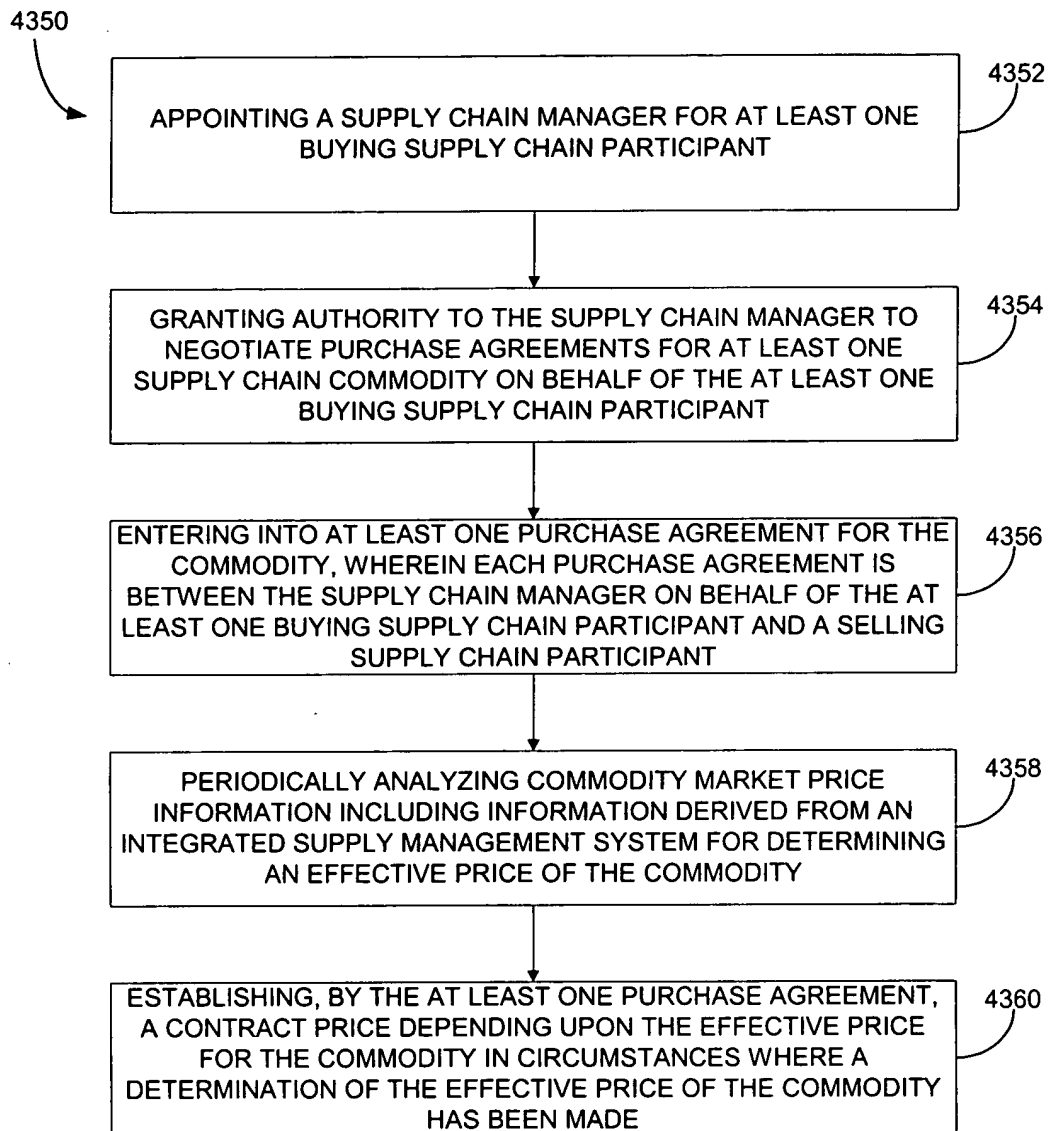 4350
4352
APPOINTING A SUPPLY CHAIN MANAGER FOR AT LEAST ONE
BUYING SUPPLY CHAIN PARTICIPANT
4354
GRANTING AUTHORITY TO THE SUPPLY CHAIN MANAGER TO
NEGOTIATE PURCHASE AGREEMENTS FOR AT LEAST ONE
SUPPLY CHAIN COMMODITY ON BEHALF OF THE AT LEAST ONE
BUYING SUPPLY CHAIN PARTICIPANT
4356
ENTERING INTO AT LEAST ONE PURCHASE AGREEMENT FOR THE
COMMODITY, WHEREIN EACH PURCHASE AGREEMENT IS
BETWEEN THE SUPPLY CHAIN MANAGER ON BEHALF OF THE AT
LEAST ONE BUYING SUPPLY CHAIN PARTICIPANT AND A SELLING
SUPPLY CHAIN PARTICIPANT
4358
PERIODICALLY ANALYZING COMMODITY MARKET PRICE
INFORMATION INCLUDING INFORMATION DERIVED FROM AN
INTEGRATED SUPPLY MANAGEMENT SYSTEM FOR DETERMINING
AN EFFECTIVE PRICE OF THE COMMODITY
4360
ESTABLISHING, BY THE AT LEAST ONE PURCHASE AGREEMENT,
A CONTRACT PRICE DEPENDING UPON THE EFFECTIVE PRICE
FOR THE COMMODITY IN CIRCUMSTANCES WHERE A
DETERMINATION OF THE EFFECTIVE PRICE OF THE COMMODITY
HAS BEEN MADE